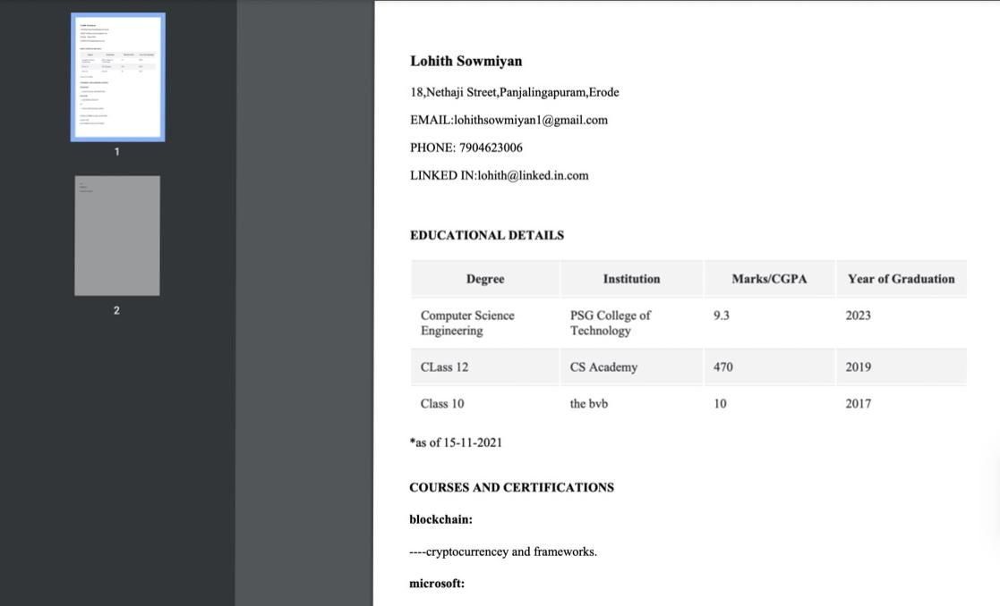 Lohith Sowmiyan
18,Nethaji Street,Panjalingapuram,Erode
EMAIL:lohithsowmiyan1@gmail.com
PHONE: 7904623006
LINKED IN:lohith@linked.in.com
EDUCATIONAL DETAILS
Degree Institution Marks/CGPA Year of Graduation
Computer Science Engineering PSG College of Technology 9.3 2023
CLass 12 CS Academy 470 2019
Class 10 the bvb 10 2017
*as of 15-11-2021
COURSES AND CERTIFICATIONS
blockchain:
----cryptocurrencey and frameworks.
microsoft:
1
2